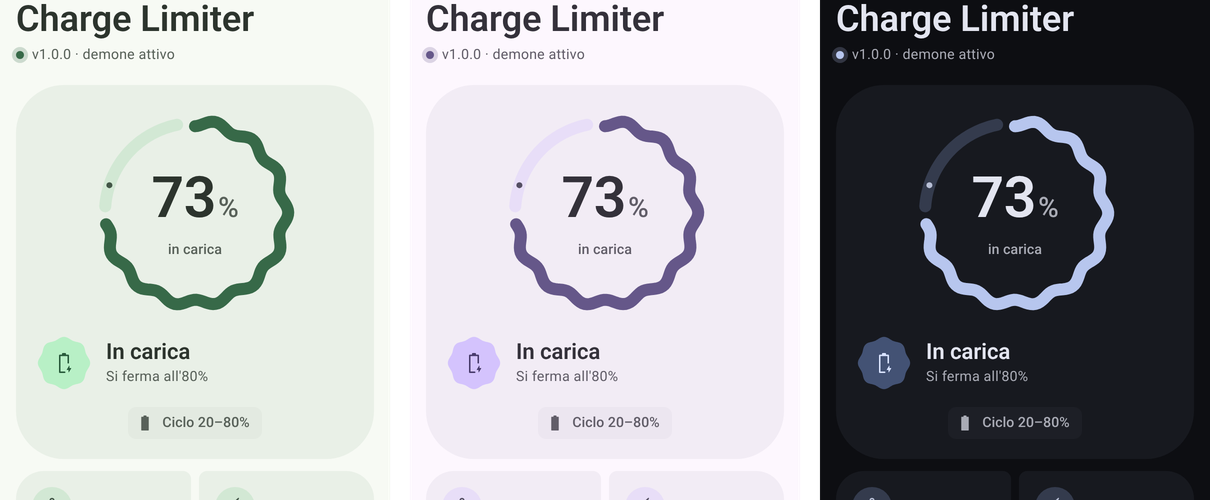 Charge Limiter
v1.0.0 · demone attivo
73%
in carica
In carica
Si ferma all'80%
Ciclo 20–80%
Charge Limiter
v1.0.0 · demone attivo
73%
in carica
In carica
Si ferma all'80%
Ciclo 20–80%
Charge Limiter
v1.0.0 · demone attivo
73%
in carica
In carica
Si ferma all'80%
Ciclo 20–80%